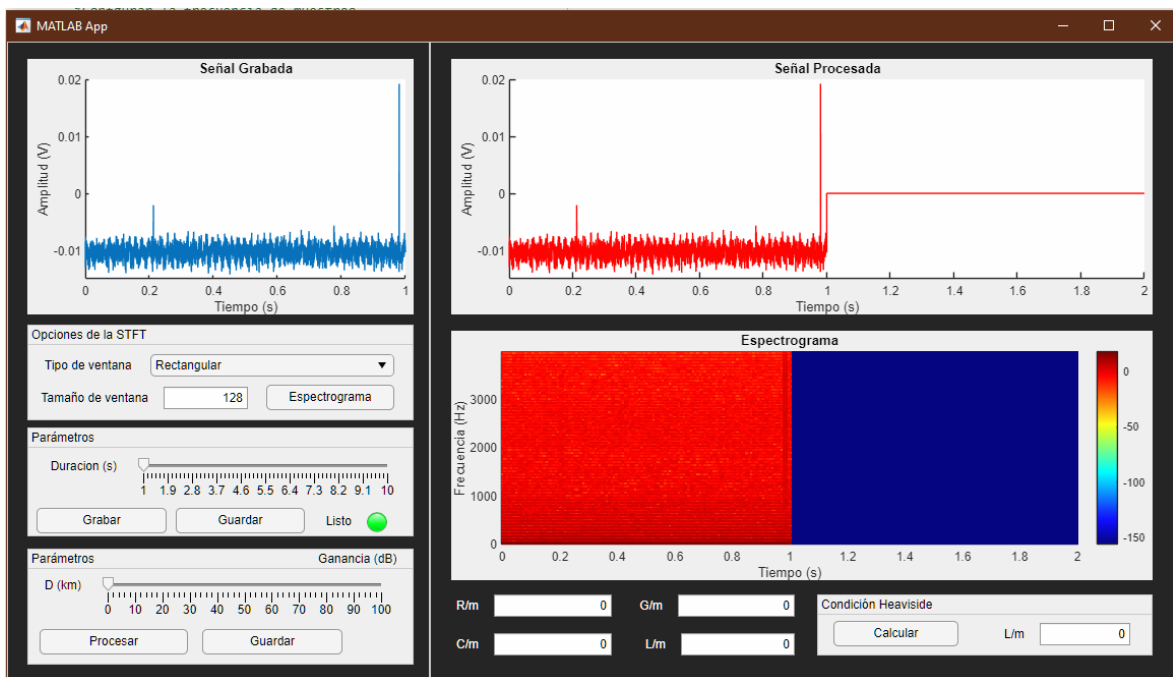 MATLAB App
Señal Grabada
0.02
0.01
0
-0.01
Amplitud (V)
0 0.2 0.4 0.6 0.8 1
Tiempo (s)
Opciones de la STFT
Tipo de ventana Rectangular
Tamaño de ventana 128 Espectrograma
Parámetros
Duracion (s)
1 1.9 2.8 3.7 4.6 5.5 6.4 7.3 8.2 9.1 10
Grabar Guardar Listo
Parámetros Ganancia (dB)
D (km)
0 10 20 30 40 50 60 70 80 90 100
Procesar Guardar
Señal Procesada
0.02
0.01
0
-0.01
Amplitud (V)
0 0.2 0.4 0.6 0.8 1 1.2 1.4 1.6 1.8 2
Tiempo (s)
Espectrograma
3000
2000
1000
0
Frecuencia (Hz)
0 0.2 0.4 0.6 0.8 1 1.2 1.4 1.6 1.8 2
Tiempo (s)
0
-50
-100
-150
R/m 0 G/m 0
C/m 0 L/m 0
Condición Heaviside
Calcular L/m 0